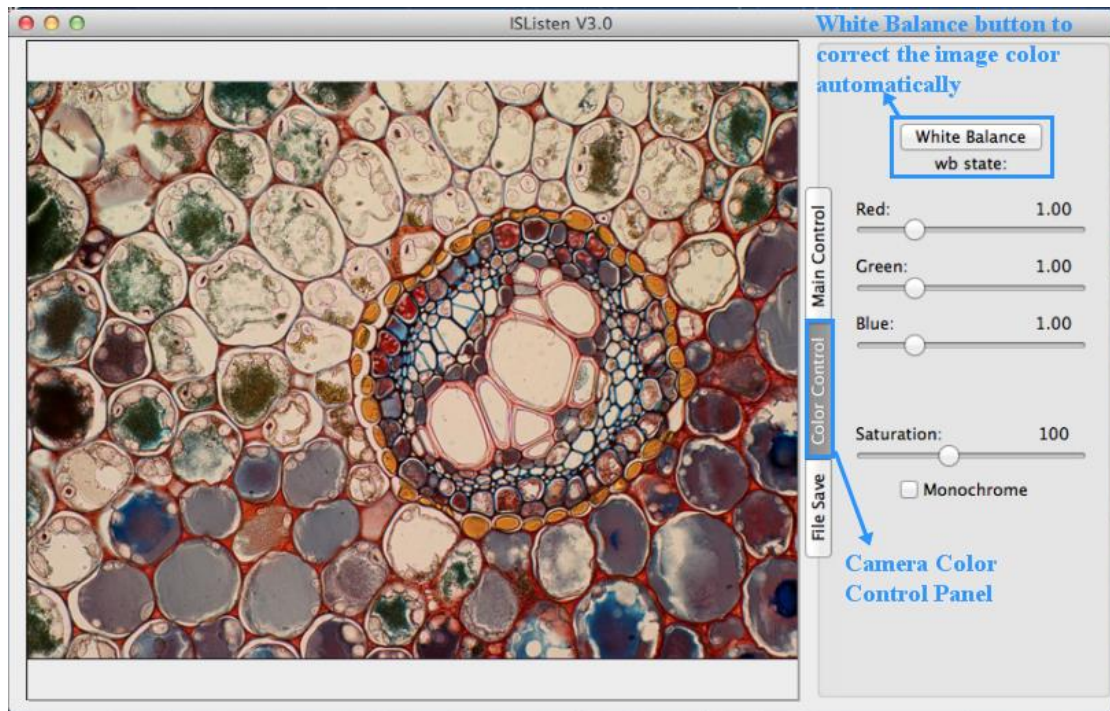 ISListen V3.0
White Balance button to
correct the image color
automatically
White Balance
wb state:
Main Control
Color Control
File Save
Red: 1.00
Green: 1.00
Blue: 1.00
Saturation: 100
Monochrome
Camera Color
Control Panel